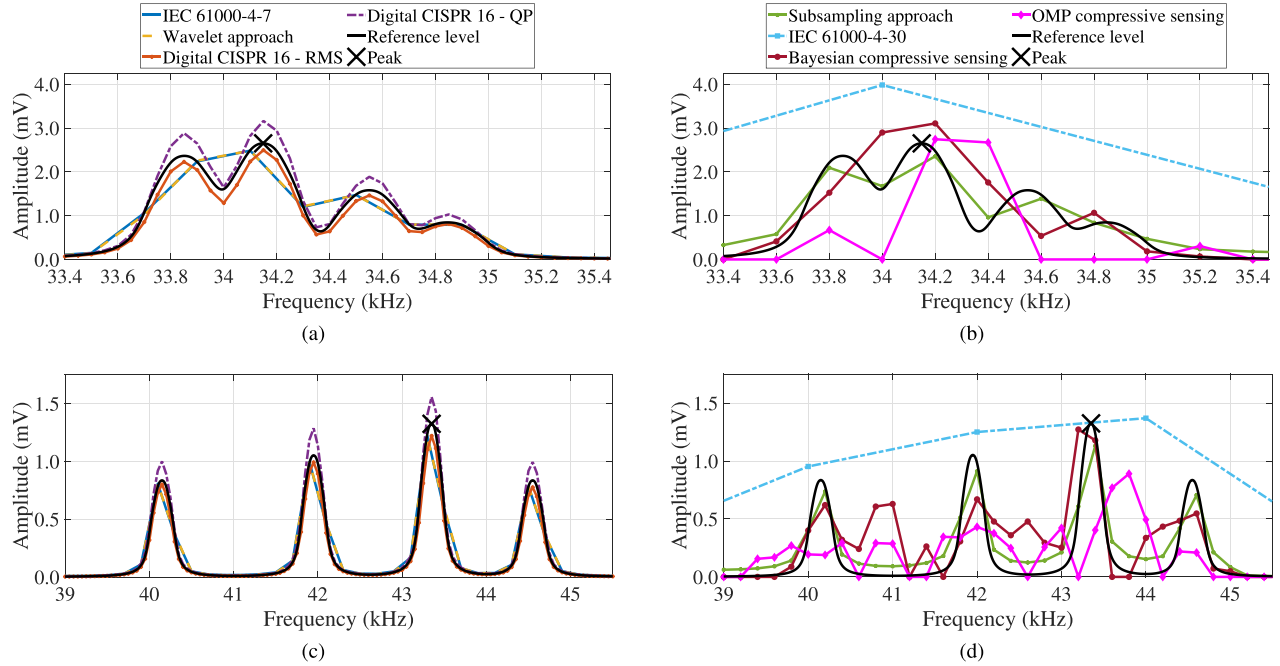 IEC 61000-4-7
Wavelet approach
Digital CISPR 16 - RMS
Digital CISPR 16 - QP
Reference level
Peak
Amplitude (mV)
4.0
3.0
2.0
1.0
0.0
33.4 33.6 33.8 34 34.2 34.4 34.6 34.8 35 35.2 35.4
Frequency (kHz)
(a)
Subsampling approach
IEC 61000-4-30
Bayesian compressive sensing
OMP compressive sensing
Reference level
Peak
Amplitude (mV)
4.0
3.0
2.0
1.0
0.0
33.4 33.6 33.8 34 34.2 34.4 34.6 34.8 35 35.2 35.4
Frequency (kHz)
(b)
Amplitude (mV)
1.5
1.0
0.5
0.0
39 40 41 42 43 44 45
Frequency (kHz)
(c)
Amplitude (mV)
1.5
1.0
0.5
0.0
39 40 41 42 43 44 45
Frequency (kHz)
(d)